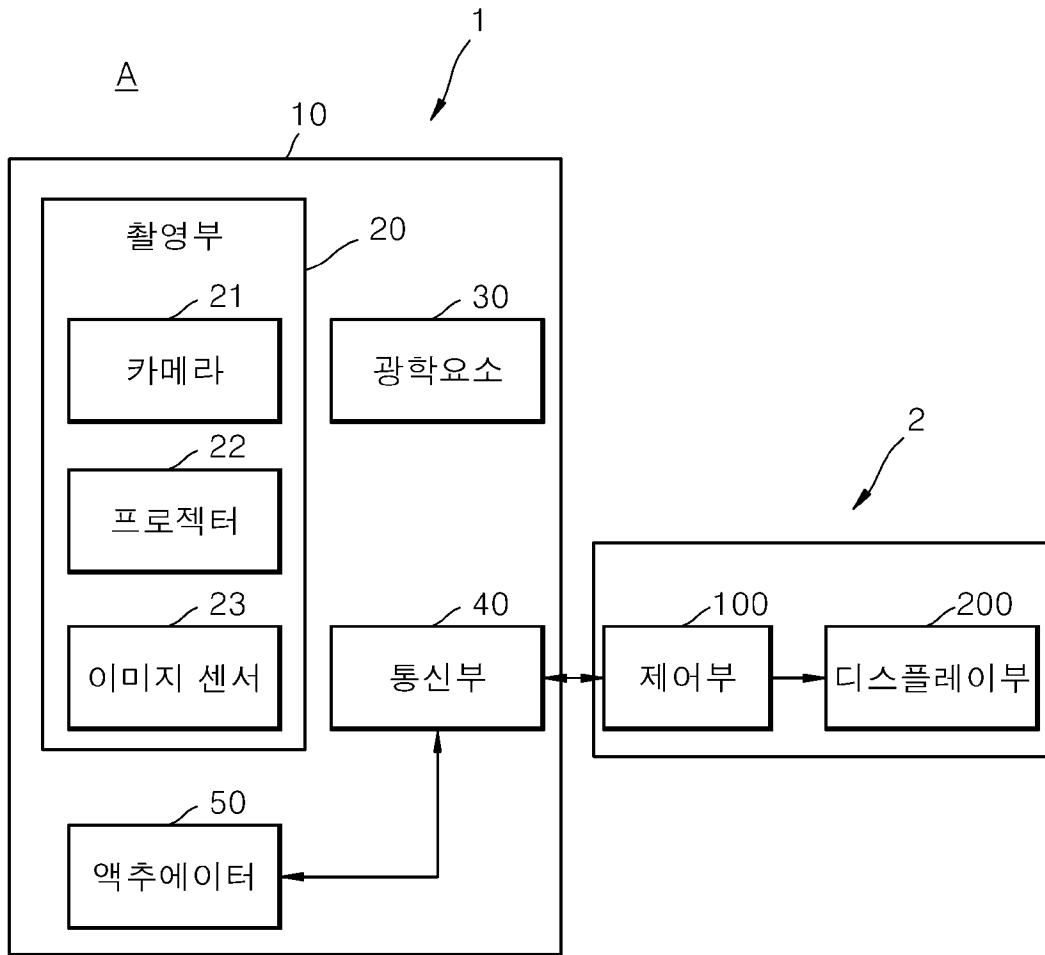 1
A
10
촬영부
20
21
카메라
30
광학요소
22
프로젝터
2
23
이미지 센서
40
통신부
100
제어부
200
디스플레이부
50
액추에이터